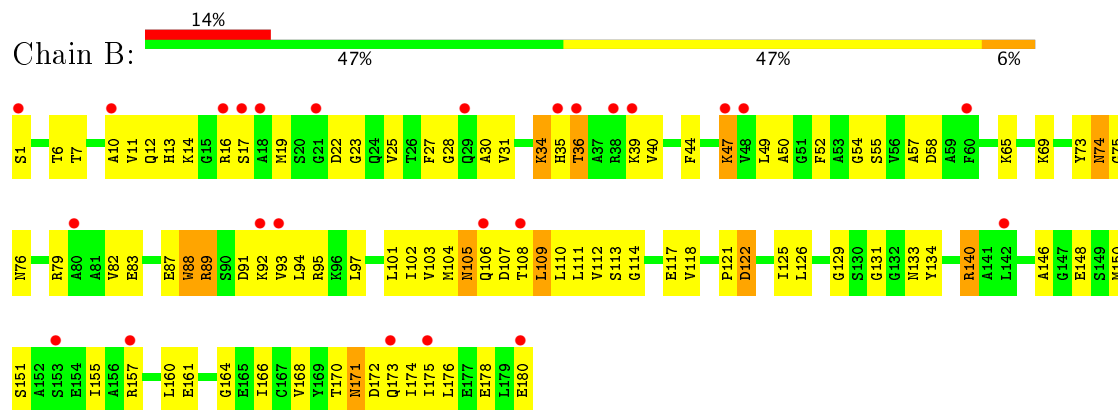 14%
Chain B: 47% 47% 6%
S1 T6 T7 A10 V11 Q12 H13 K14 G15 R16 S17 A18 M19 S20 G21 D22 G23 Q24 V25 T26 F27 G28 Q29 A30 V31 K34 H35 T36 A37 R38 K39 V40 F44 K47 V48 L49 A50 G51 F52 A53 G54 S55 V56 A57 D58 A59 F60 K65 K69 Y73 N74 G75
N76 R79 A80 A81 V82 E83 E87 W88 R89 S90 D91 K92 V93 L94 R95 K96 L97 L101 I102 V103 M104 N105 Q106 D107 T108 L109 L110 L111 V112 S113 G114 E117 V118 P121 D122 I125 L126 G129 S130 G131 G132 N133 Y134 R140 A141 L142 A146 G147 E148 S149 M150
S151 A152 S153 E154 I155 A156 R157 L160 E161 G164 E165 I166 C167 V168 Y169 T170 N171 D172 Q173 I174 I175 L176 E177 E178 L179 E180